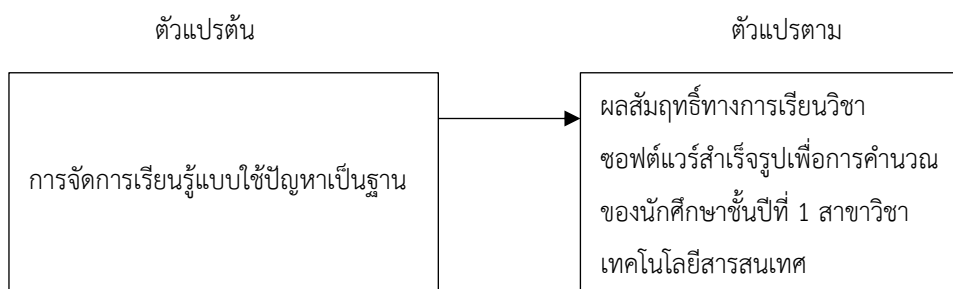 ตัวแปรต้น
ตัวแปรตาม
การจัดการเรียนรู้แบบใช้ปัญหาเป็นฐาน
ผลสัมฤทธิ์ทางการเรียนวิชา
ซอฟต์แวร์สำเร็จรูปเพื่อการคำนวณ
ของนักศึกษาชั้นปีที่ 1 สาขาวิชา
เทคโนโลยีสารสนเทศ